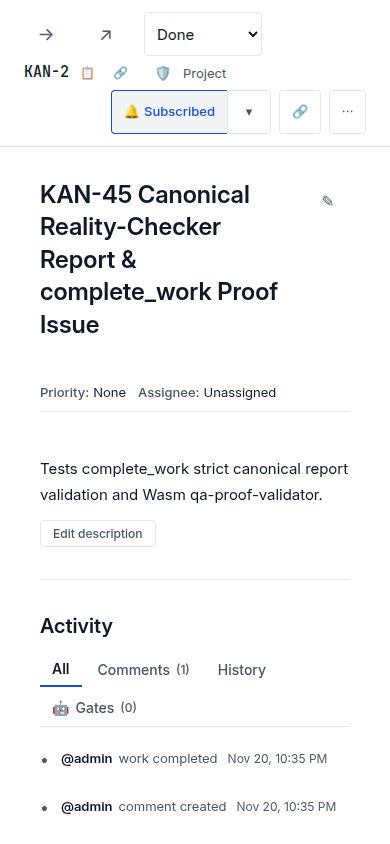 → ↗ Done
KAN-2 📋 🔗 🛡️ Project
🔔 Subscribed ▾ 🔗 ...
KAN-45 Canonical
Reality-Checker
Report &
complete_work Proof
Issue
✎
Priority: None Assignee: Unassigned
Tests complete_work strict canonical report
validation and Wasm qa-proof-validator.
Edit description
Activity
All Comments (1) History
🤖 Gates (0)
• @admin work completed Nov 20, 10:35 PM
• @admin comment created Nov 20, 10:35 PM